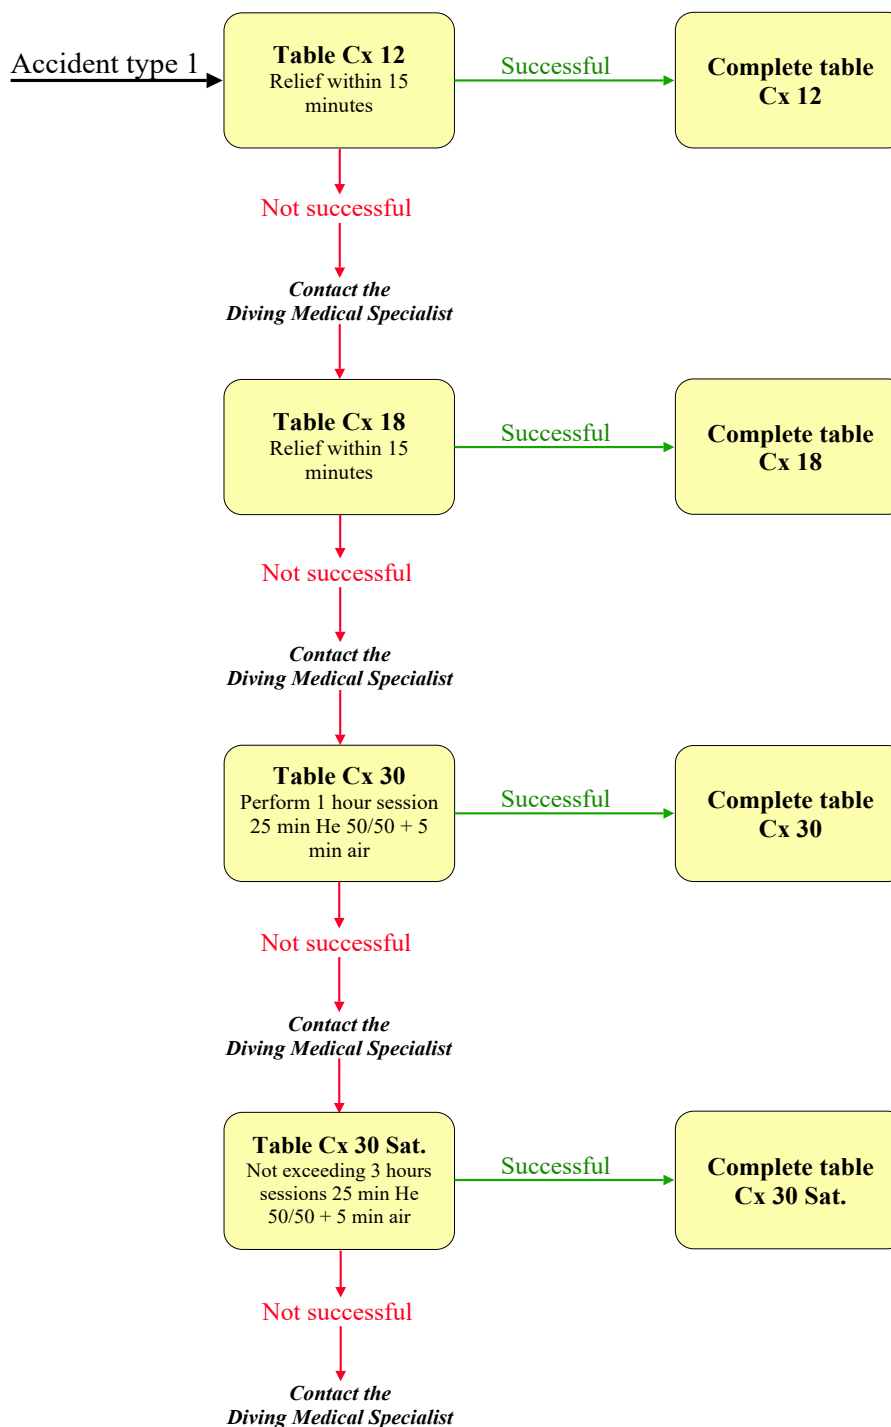 Accident type 1
Table Cx 12
Relief within 15
minutes
Successful
Complete table
Cx 12
Not successful
Contact the
Diving Medical Specialist
Table Cx 18
Relief within 15
minutes
Successful
Complete table
Cx 18
Not successful
Contact the
Diving Medical Specialist
Table Cx 30
Perform 1 hour session
25 min He 50/50 + 5
min air
Successful
Complete table
Cx 30
Not successful
Contact the
Diving Medical Specialist
Table Cx 30 Sat.
Not exceeding 3 hours
sessions 25 min He
50/50 + 5 min air
Successful
Complete table
Cx 30 Sat.
Not successful
Contact the
Diving Medical Specialist